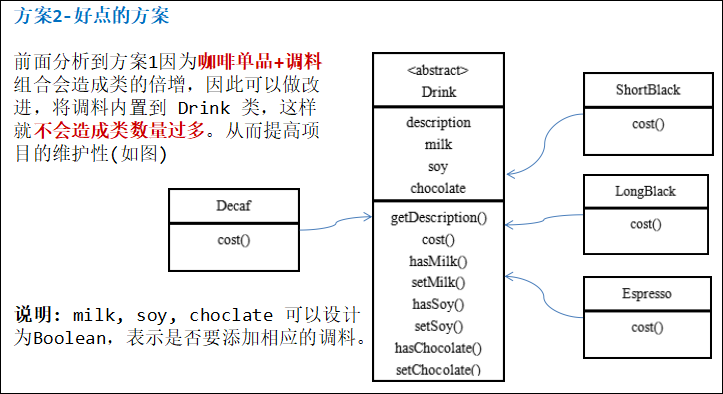 方案2-好点的方案
前面分析到方案1因为咖啡单品+调料
组合会造成类的倍增，因此可以做改
进，将调料内置到 Drink 类，这样
就不会造成类数量过多。从而提高项
目的维护性(如图)
<abstract>
Drink
description
milk
soy
chocolate
getDescription()
cost()
hasMilk()
setMilk()
hasSoy()
setSoy()
hasChocolate()
setChocolate()
ShortBlack
cost()
LongBlack
cost()
Espresso
cost()
Decaf
cost()
说明: milk, soy, choclate 可以设计
为Boolean，表示是否要添加相应的调料。